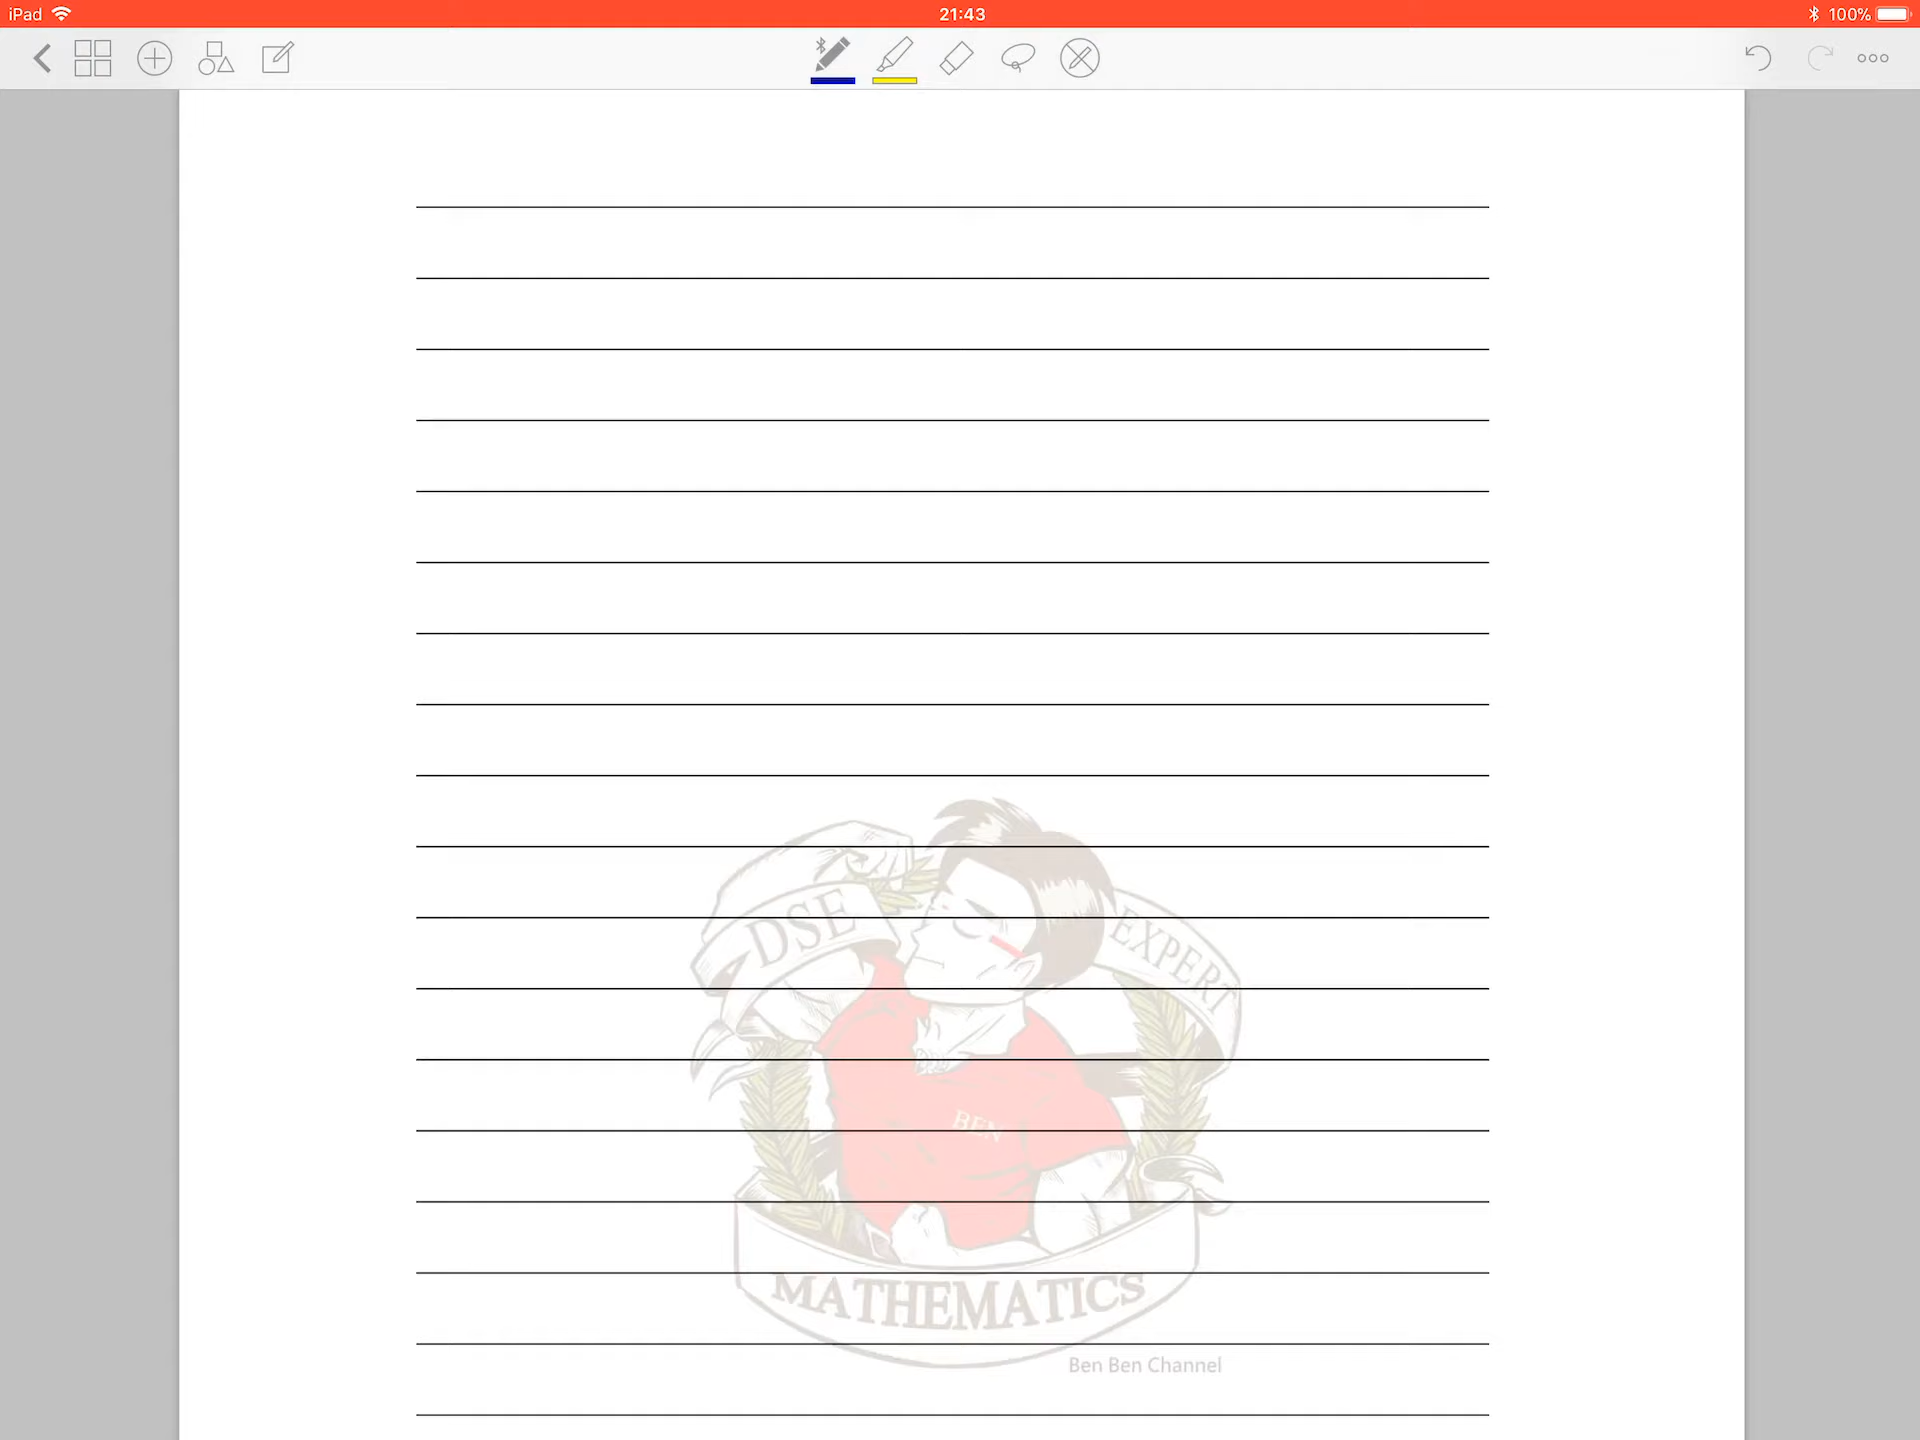 iPad 21:43 100%
DSE EXPERT
BEN
MATHEMATICS
Ben Ben Channel